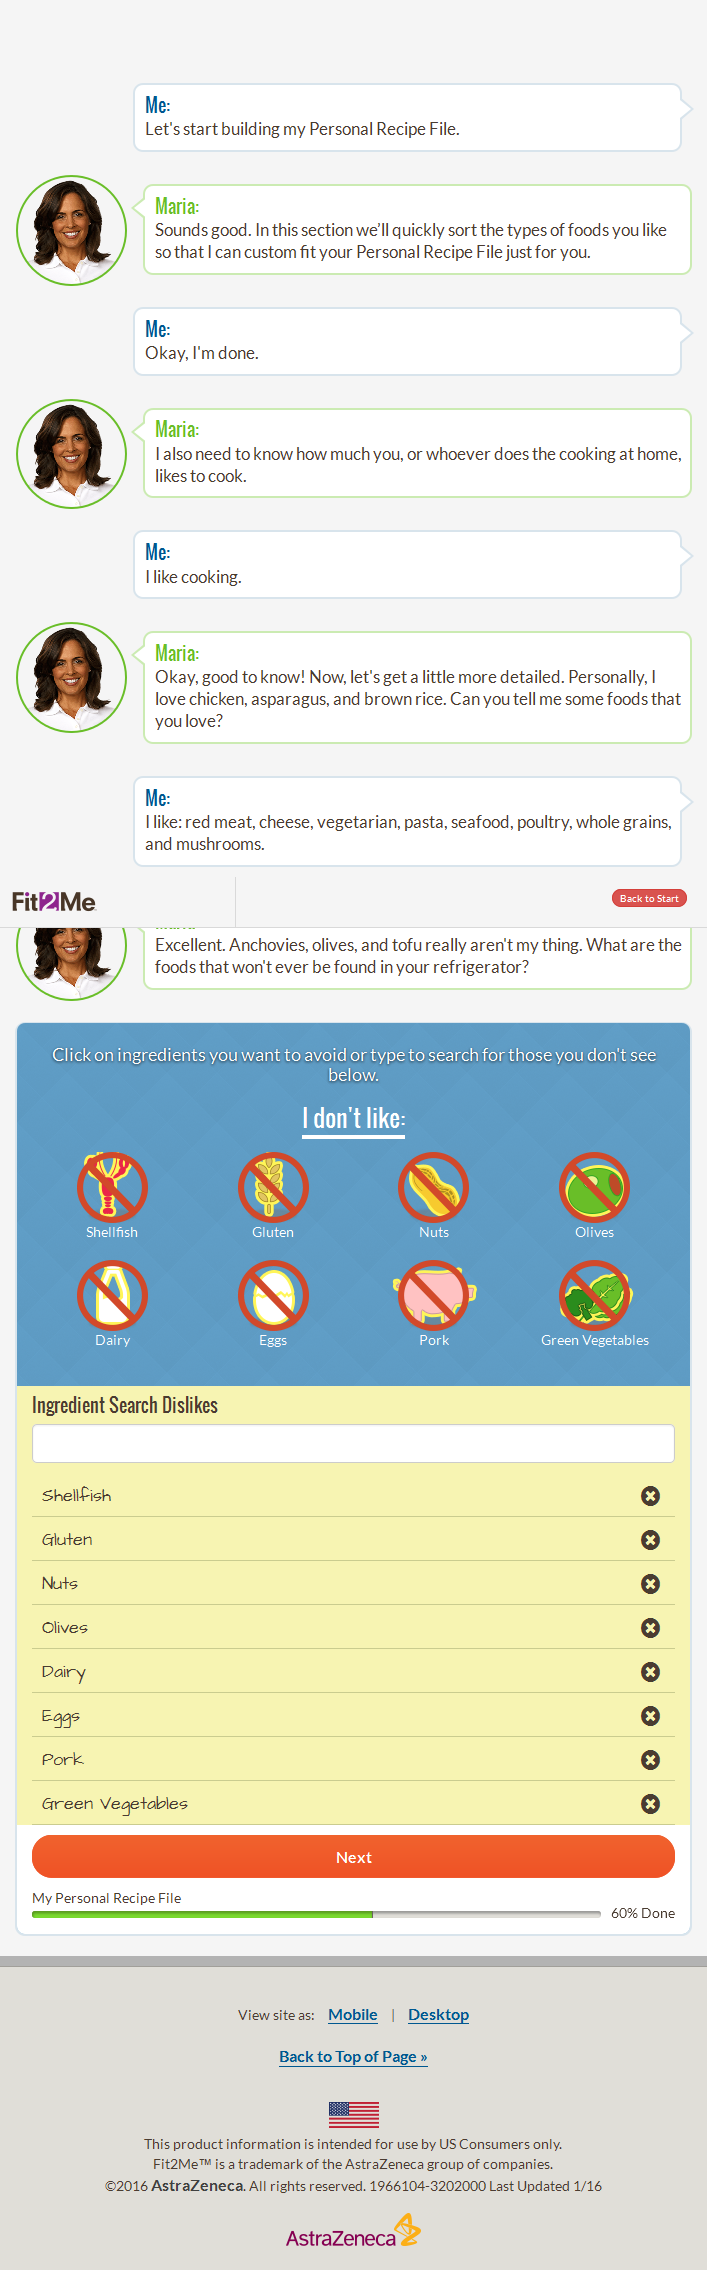 Me:
Let's start building my Personal Recipe File.
Maria:
Sounds good. In this section we'll quickly sort the types of foods you like
so that I can custom fit your Personal Recipe File just for you.
Me:
Okay, I'm done.
Maria:
I also need to know how much you, or whoever does the cooking at home,
likes to cook.
Me:
I like cooking.
Maria:
Okay, good to know! Now, let's get a little more detailed. Personally, I
love chicken, asparagus, and brown rice. Can you tell me some foods that
you love?
Me:
I like: red meat, cheese, vegetarian, pasta, seafood, poultry, whole grains,
and mushrooms.
Fit2Me
Back to Start
Excellent. Anchovies, olives, and tofu really aren't my thing. What are the
foods that won't ever be found in your refrigerator?
Click on ingredients you want to avoid or type to search for those you don't see
below.
I don't like:
Shellfish Gluten Nuts Olives
Dairy Eggs Pork Green Vegetables
Ingredient Search Dislikes
Shellfish
Gluten
Nuts
Olives
Dairy
Eggs
Pork
Green Vegetables
Next
My Personal Recipe File
60% Done
View site as: Mobile | Desktop
Back to Top of Page »
This product information is intended for use by US Consumers only.
Fit2Me™ is a trademark of the AstraZeneca group of companies.
©2016 AstraZeneca. All rights reserved. 1966104-3202000 Last Updated 1/16
AstraZeneca